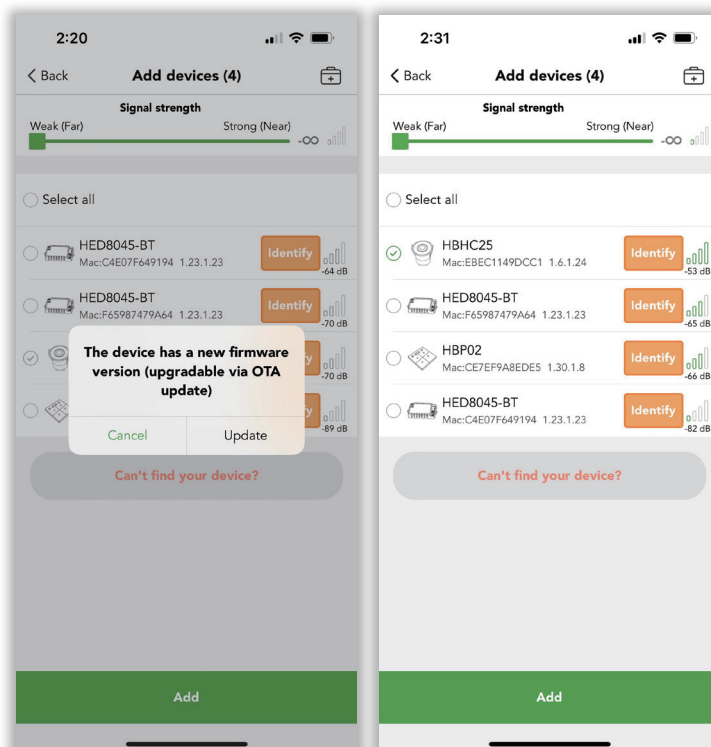 2:20
Back
Add devices (4)
Signal strength
Weak (Far)
Strong (Near)
-∞
Select all
HED8045-BT
Mac:C4E07F649194 1.23.1.23
Identify
-64 dB
HED8045-BT
Mac:F65987479A64 1.23.1.23
Identify
-70 dB
-70 dB
-89 dB
The device has a new firmware
version (upgradable via OTA
update)
Cancel
Update
Can't find your device?
Add
2:31
Back
Add devices (4)
Signal strength
Weak (Far)
Strong (Near)
-∞
Select all
HBHC25
Mac:EBEC1149DCC1 1.6.1.24
Identify
-53 dB
HED8045-BT
Mac:F65987479A64 1.23.1.23
Identify
-65 dB
HBP02
Mac:CE7EF9A8EDE5 1.30.1.8
Identify
-66 dB
HED8045-BT
Mac:C4E07F649194 1.23.1.23
Identify
-82 dB
Can't find your device?
Add